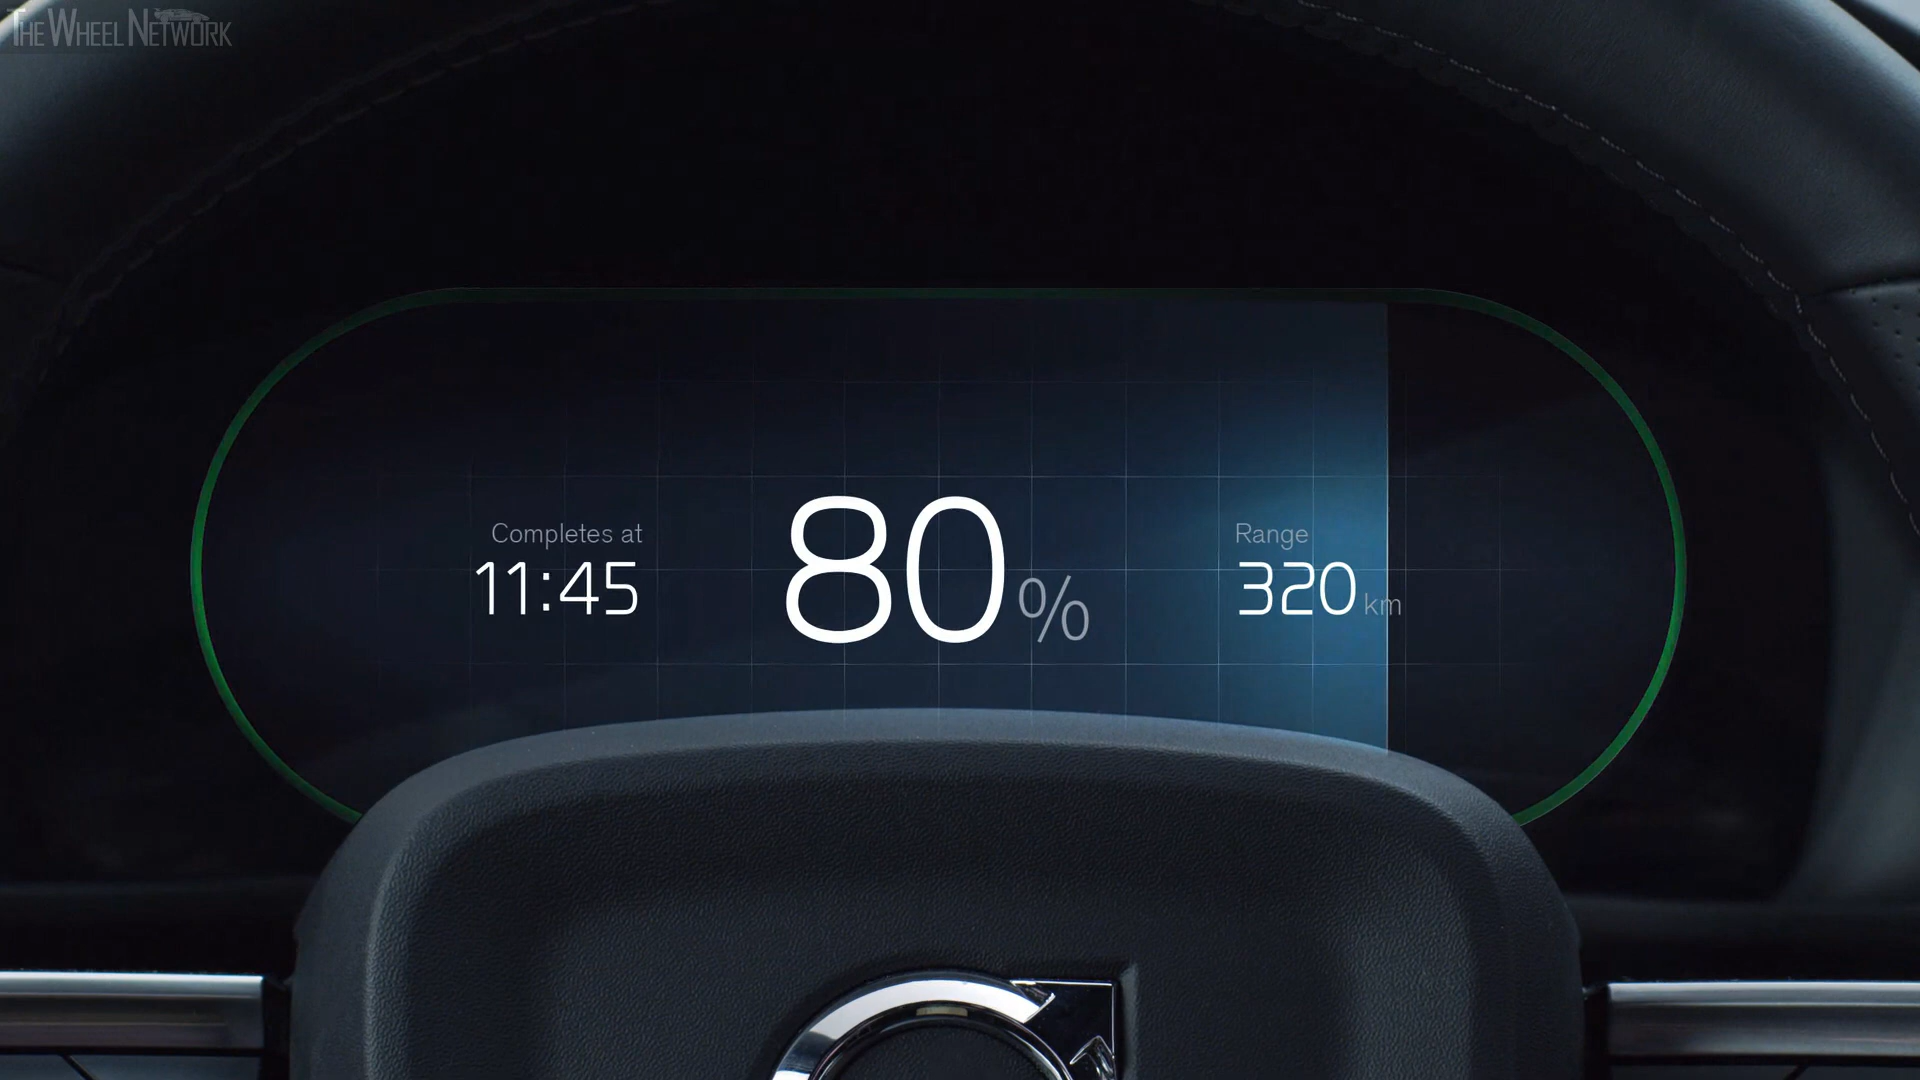 THE WHEEL NETWORK
Completes at
11:45
80%
Range
320 km